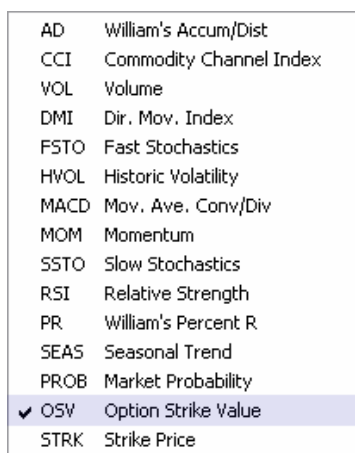 AD William's Accum/Dist
CCI Commodity Channel Index
VOL Volume
DMI Dir. Mov. Index
FSTO Fast Stochastics
HVOL Historic Volatility
MACD Mov. Ave. Conv/Div
MOM Momentum
SSTO Slow Stochastics
RSI Relative Strength
PR William's Percent R
SEAS Seasonal Trend
PROB Market Probability
✓ OSV Option Strike Value
STRK Strike Price